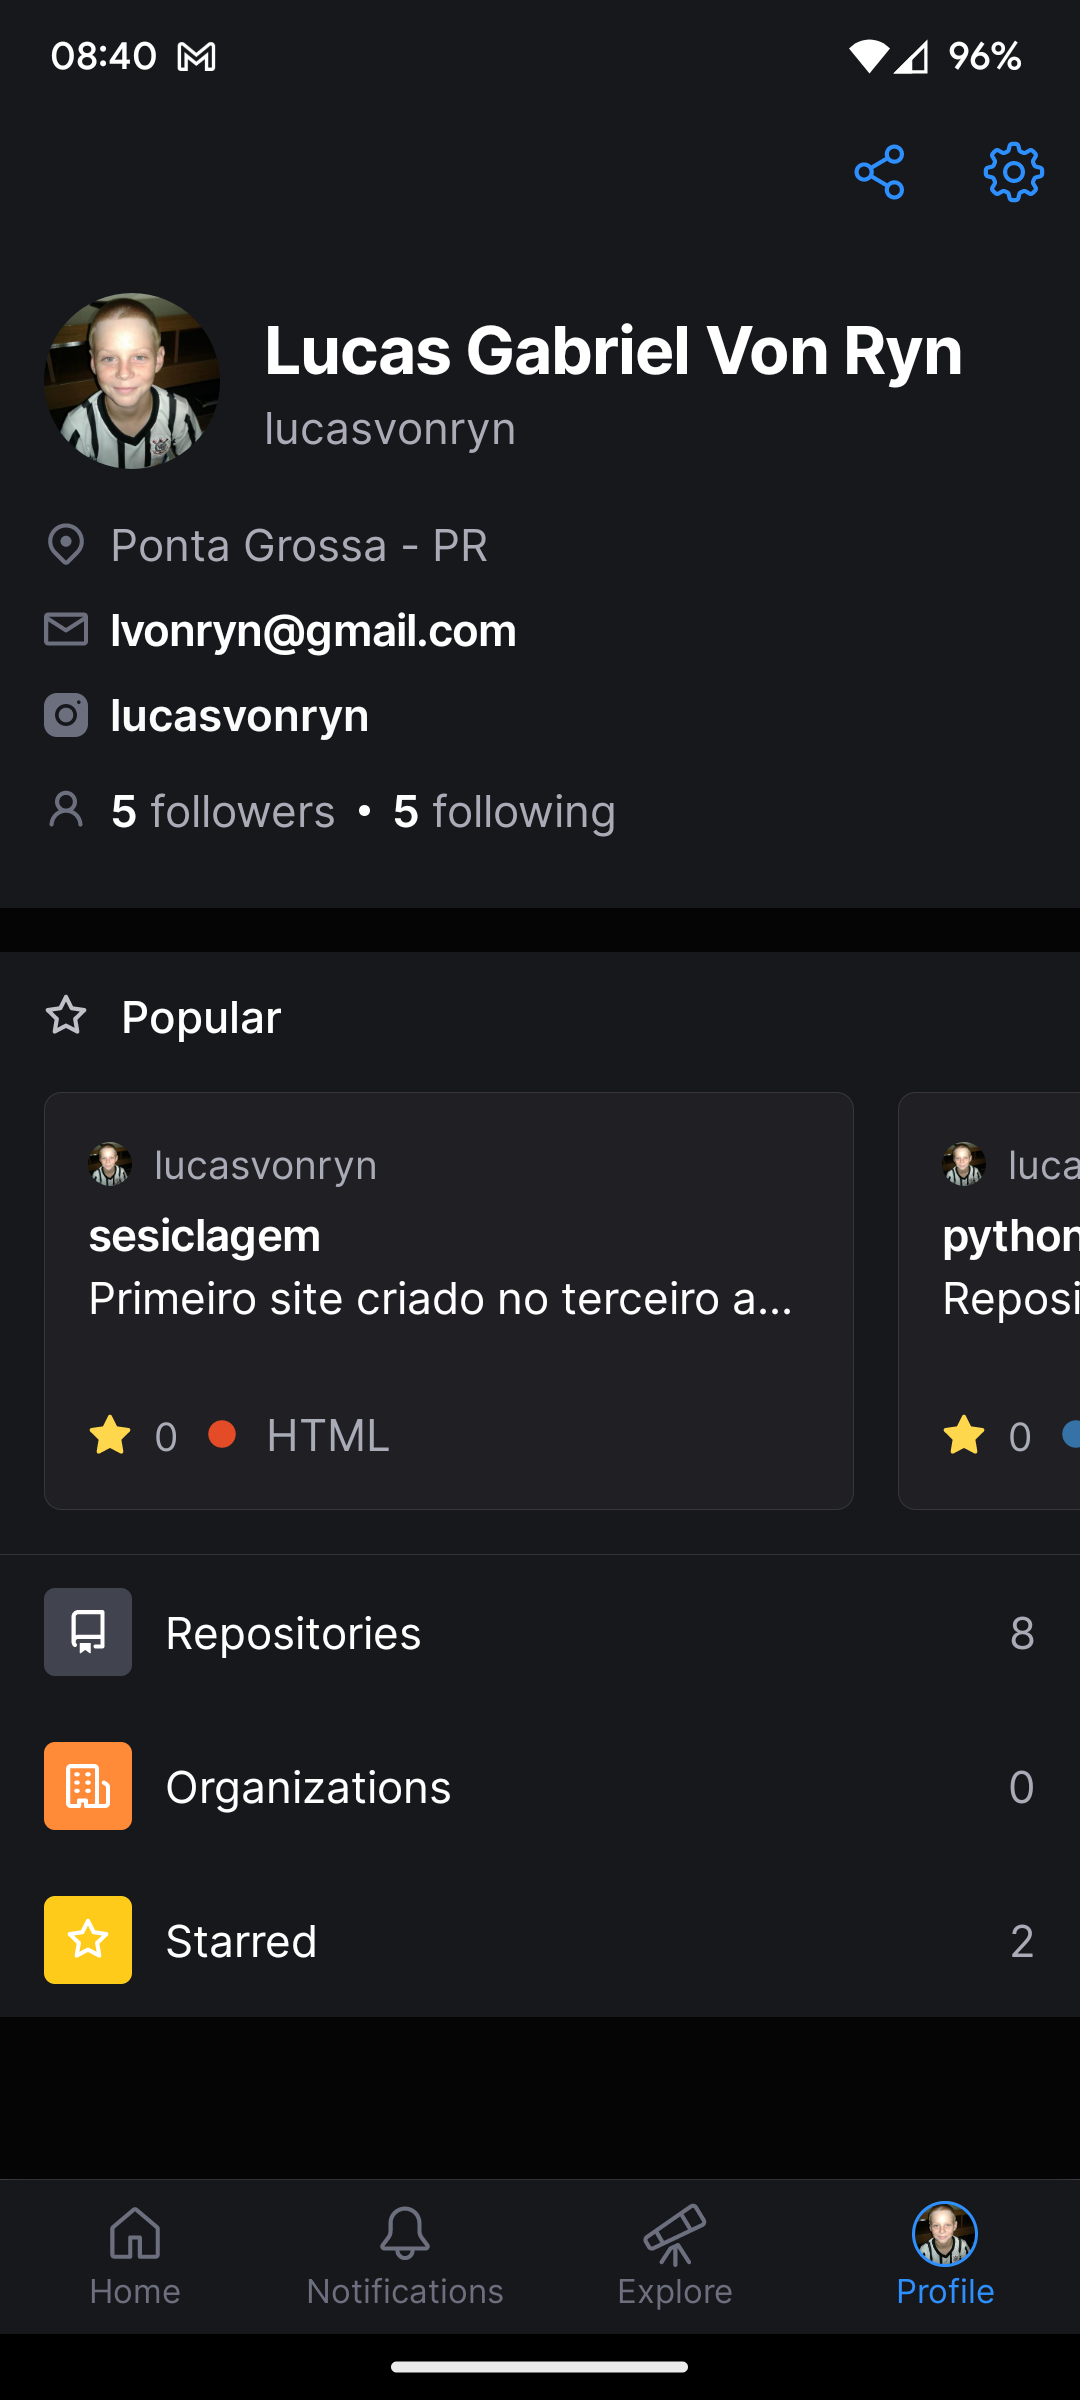 08:40 96%
Lucas Gabriel Von Ryn
lucasvonryn
Ponta Grossa - PR
lvonryn@gmail.com
lucasvonryn
5 followers • 5 following
Popular
lucasvonryn
sesiclagem
Primeiro site criado no terceiro a...
0 HTML
luca
python
Reposi
0
Repositories 8
Organizations 0
Starred 2
Home Notifications Explore Profile